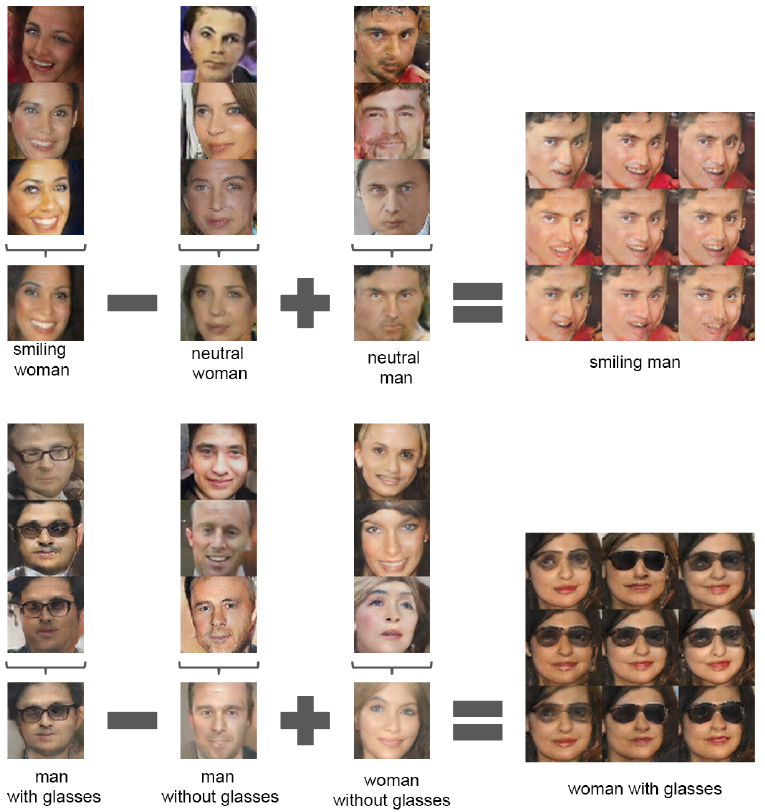 smiling
woman
neutral
woman
neutral
man
smiling man
man
with glasses
man
without glasses
woman
without glasses
woman with glasses